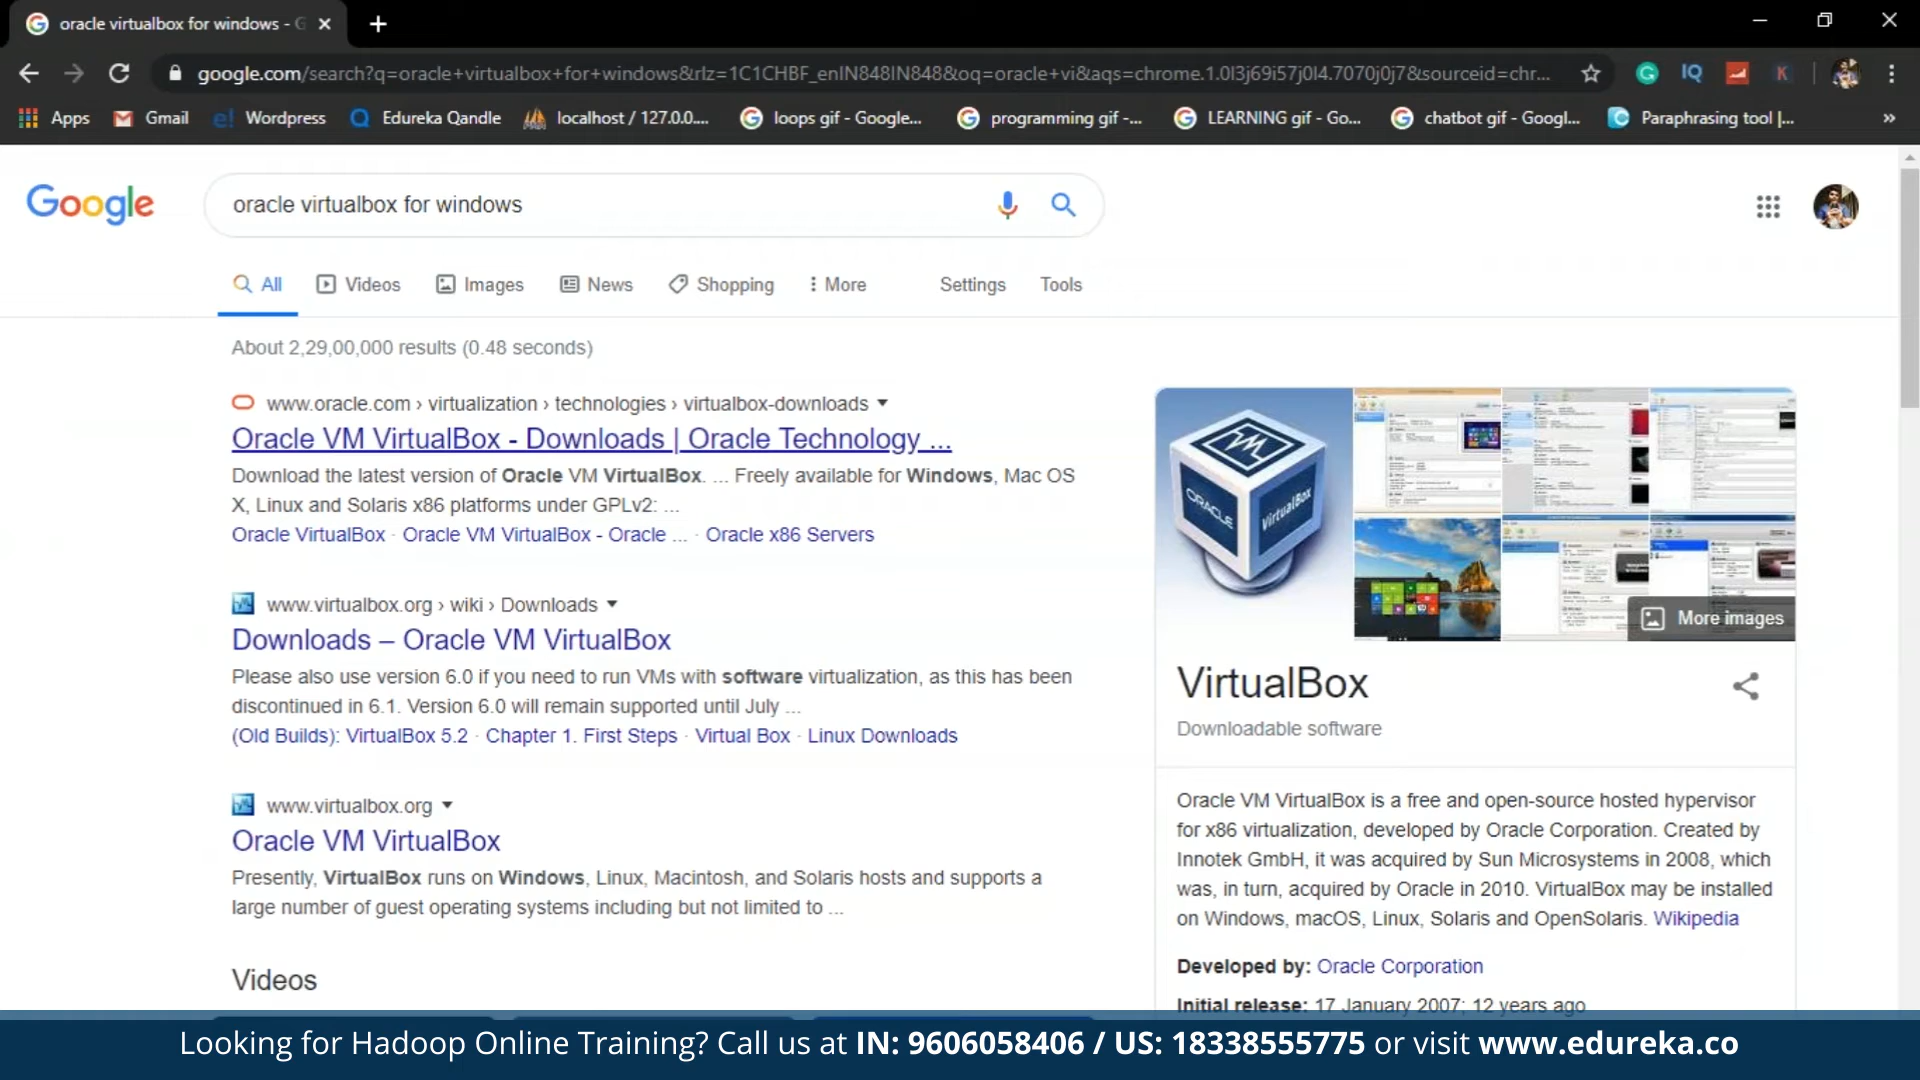 oracle virtualbox for windows - G
google.com/search?q=oracle+virtualbox+for+windows&rlz=1C1CHBF_enIN848IN848&oq=oracle+vi&aqs=chrome.1.0l3j69i57j0l4.7070j0j7&sourceid=chr...
IQ
K
Apps
Gmail
Wordpress
Edureka Qandle
localhost / 127.0.0....
loops gif - Google...
programming gif -...
LEARNING gif - Go...
chatbot gif - Googl...
Paraphrasing tool |...
»
Google
oracle virtualbox for windows
All
Videos
Images
News
Shopping
More
Settings
Tools
About 2,29,00,000 results (0.48 seconds)
www.oracle.com › virtualization › technologies › virtualbox-downloads
Oracle VM VirtualBox - Downloads | Oracle Technology ...
Download the latest version of Oracle VM VirtualBox. ... Freely available for Windows, Mac OS
X, Linux and Solaris x86 platforms under GPLv2: ...
Oracle VirtualBox · Oracle VM VirtualBox - Oracle ... · Oracle x86 Servers
www.virtualbox.org › wiki › Downloads
Downloads – Oracle VM VirtualBox
Please also use version 6.0 if you need to run VMs with software virtualization, as this has been
discontinued in 6.1. Version 6.0 will remain supported until July ...
(Old Builds): VirtualBox 5.2 · Chapter 1. First Steps · Virtual Box · Linux Downloads
www.virtualbox.org
Oracle VM VirtualBox
Presently, VirtualBox runs on Windows, Linux, Macintosh, and Solaris hosts and supports a
large number of guest operating systems including but not limited to ...
Videos
ORACLE
VirtualBox
More images
VirtualBox
Downloadable software
Oracle VM VirtualBox is a free and open-source hosted hypervisor
for x86 virtualization, developed by Oracle Corporation. Created by
Innotek GmbH, it was acquired by Sun Microsystems in 2008, which
was, in turn, acquired by Oracle in 2010. VirtualBox may be installed
on Windows, macOS, Linux, Solaris and OpenSolaris. Wikipedia
Developed by: Oracle Corporation
Initial release: 17 January 2007; 12 years ago
Looking for Hadoop Online Training? Call us at IN: 9606058406 / US: 18338555775 or visit www.edureka.co